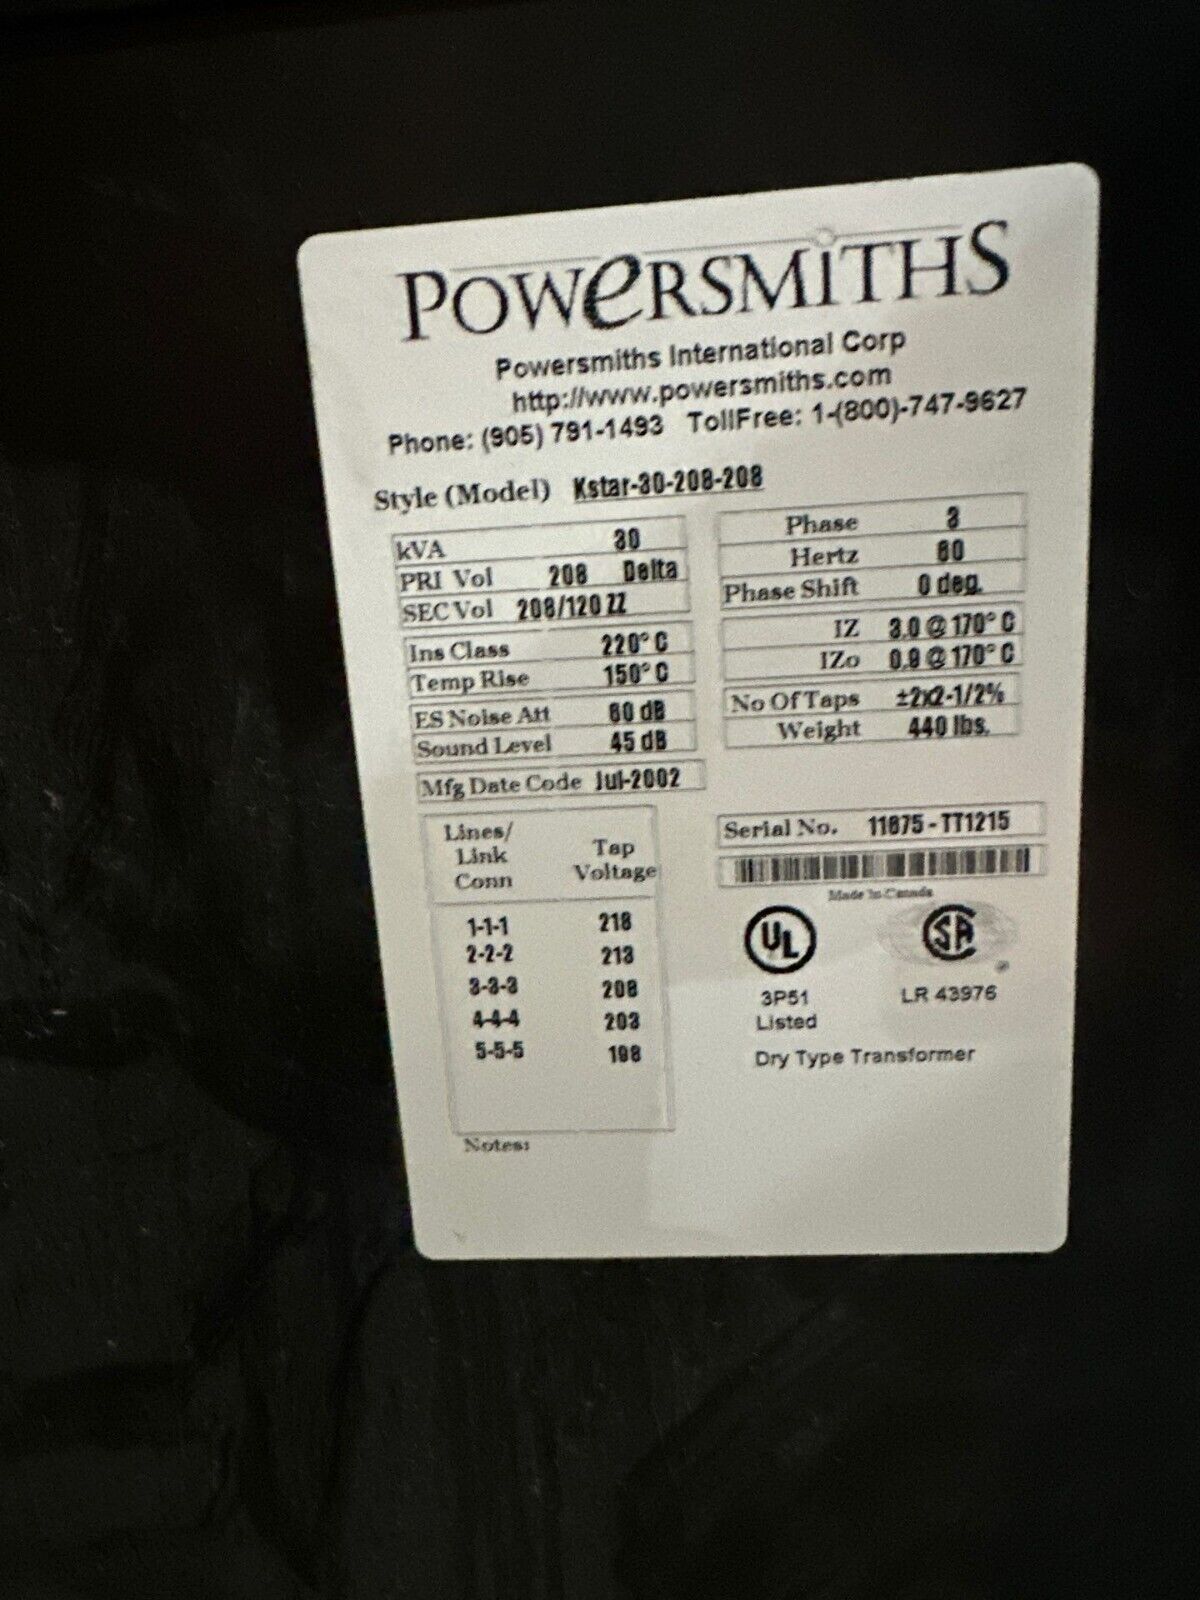 POWERSMiTHS
Powersmiths International Corp
http://www.powersmiths.com
Phone: (905) 791-1493 TollFree: 1-(800)-747-9627
Style (Model) Kstar-30-208-208
kVA 30
PRI Vol 208 Delta
SEC Vol 208/120 ZZ
Ins Class 220° C
Temp Rise 150° C
ES Noise Att 60 dB
Sound Level 45 dB
Mfg Date Code Jul-2002
Phase 3
Hertz 60
Phase Shift 0 deg.
IZ 3.0 @ 170° C
IZo @ 170° C
No Of Taps ±2x2-1/2%
Weight 440 lbs.
Lines/ Link Conn Tap Voltage
1-1-1 218
2-2-2 213
3-3-3 208
4-4-4 203
5-5-5 198
Notes:
Serial No. 11875 - TT1215
Made In Canada
UL
3P51
Listed
SA
LR 43976
Dry Type Transformer